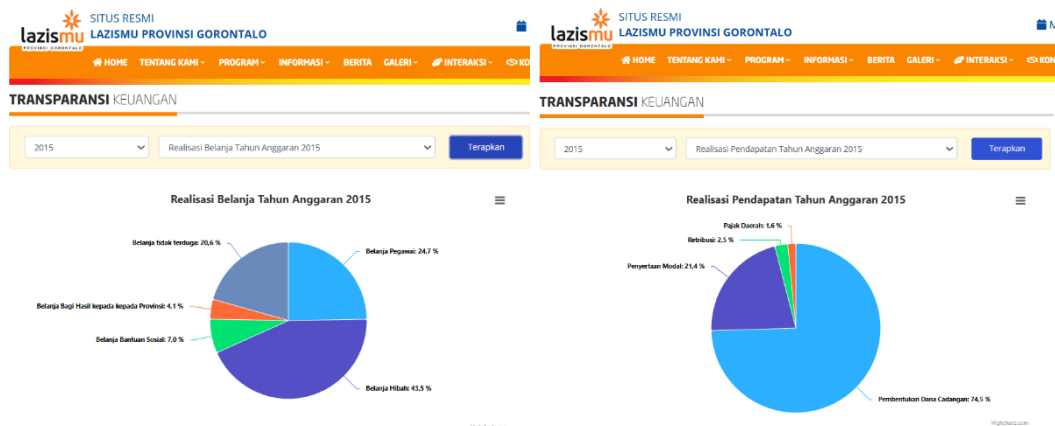 lazismu
PROVINSI GORONTALO
SITUS RESMI
LAZISMU PROVINSI GORONTALO
HOME TENTANG KAMI PROGRAM INFORMASI BERITA GALERI INTERAKSI KO
TRANSPARANSI KEUANGAN
2015
Realisasi Belanja Tahun Anggaran 2015
Terapkan
Realisasi Belanja Tahun Anggaran 2015
Belanja tidak terduga: 20,6 %
Belanja Pegawai: 24,7 %
Belanja Bagi Hasil kepada kepada Provinsi: 4,1 %
Belanja Bantuan Sosial: 7,0 %
Belanja Hibah: 43,5 %
lazismu
PROVINSI GORONTALO
SITUS RESMI
LAZISMU PROVINSI GORONTALO
M
HOME TENTANG KAMI PROGRAM INFORMASI BERITA GALERI INTERAKSI KON
TRANSPARANSI KEUANGAN
2015
Realisasi Pendapatan Tahun Anggaran 2015
Terapkan
Realisasi Pendapatan Tahun Anggaran 2015
Pajak Daerah: 1,6 %
Retribusi: 2,5 %
Penyertaan Modal: 21,4 %
Pembentukan Dana Cadangan: 74,5 %
Highcharts.com